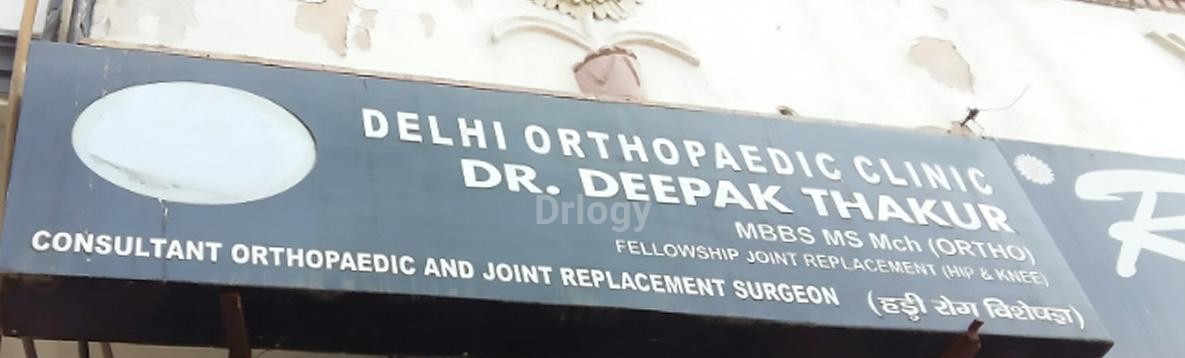 DELHI ORTHOPAEDIC CLINIC
DR. DEEPAK THAKUR
Drlogy
MBBS MS Mch (ORTHO)
FELLOWSHIP JOINT REPLACEMENT (HIP & KNEE)
CONSULTANT ORTHOPAEDIC AND JOINT REPLACEMENT SURGEON
(हड्डी रोग विशेषज्ञ)
R